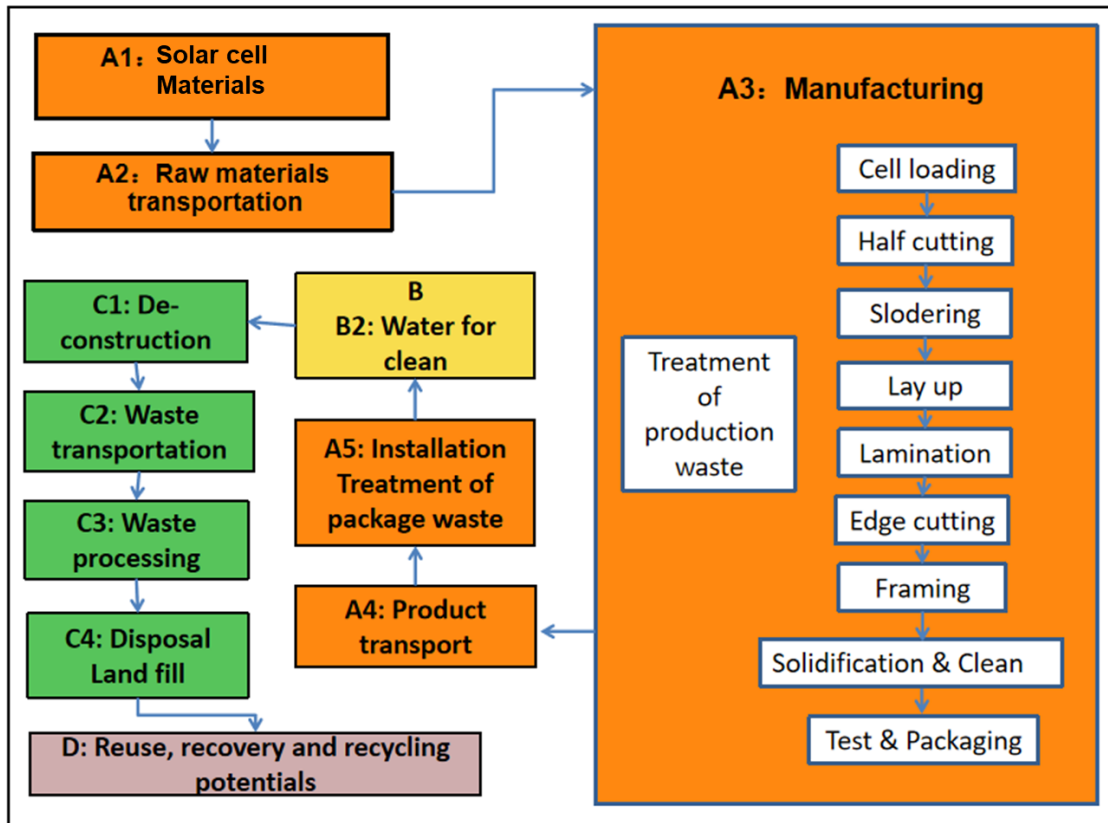 A1：Solar cell
Materials
A2：Raw materials
transportation
A3：Manufacturing
Cell loading
Half cutting
Slodering
Lay up
Lamination
Edge cutting
Framing
Solidification & Clean
Test & Packaging
Treatment
of
production
waste
A4: Product
transport
A5: Installation
Treatment of
package waste
B
B2: Water for
clean
C1: De-
construction
C2: Waste
transportation
C3: Waste
processing
C4: Disposal
Land fill
D: Reuse, recovery and recycling
potentials